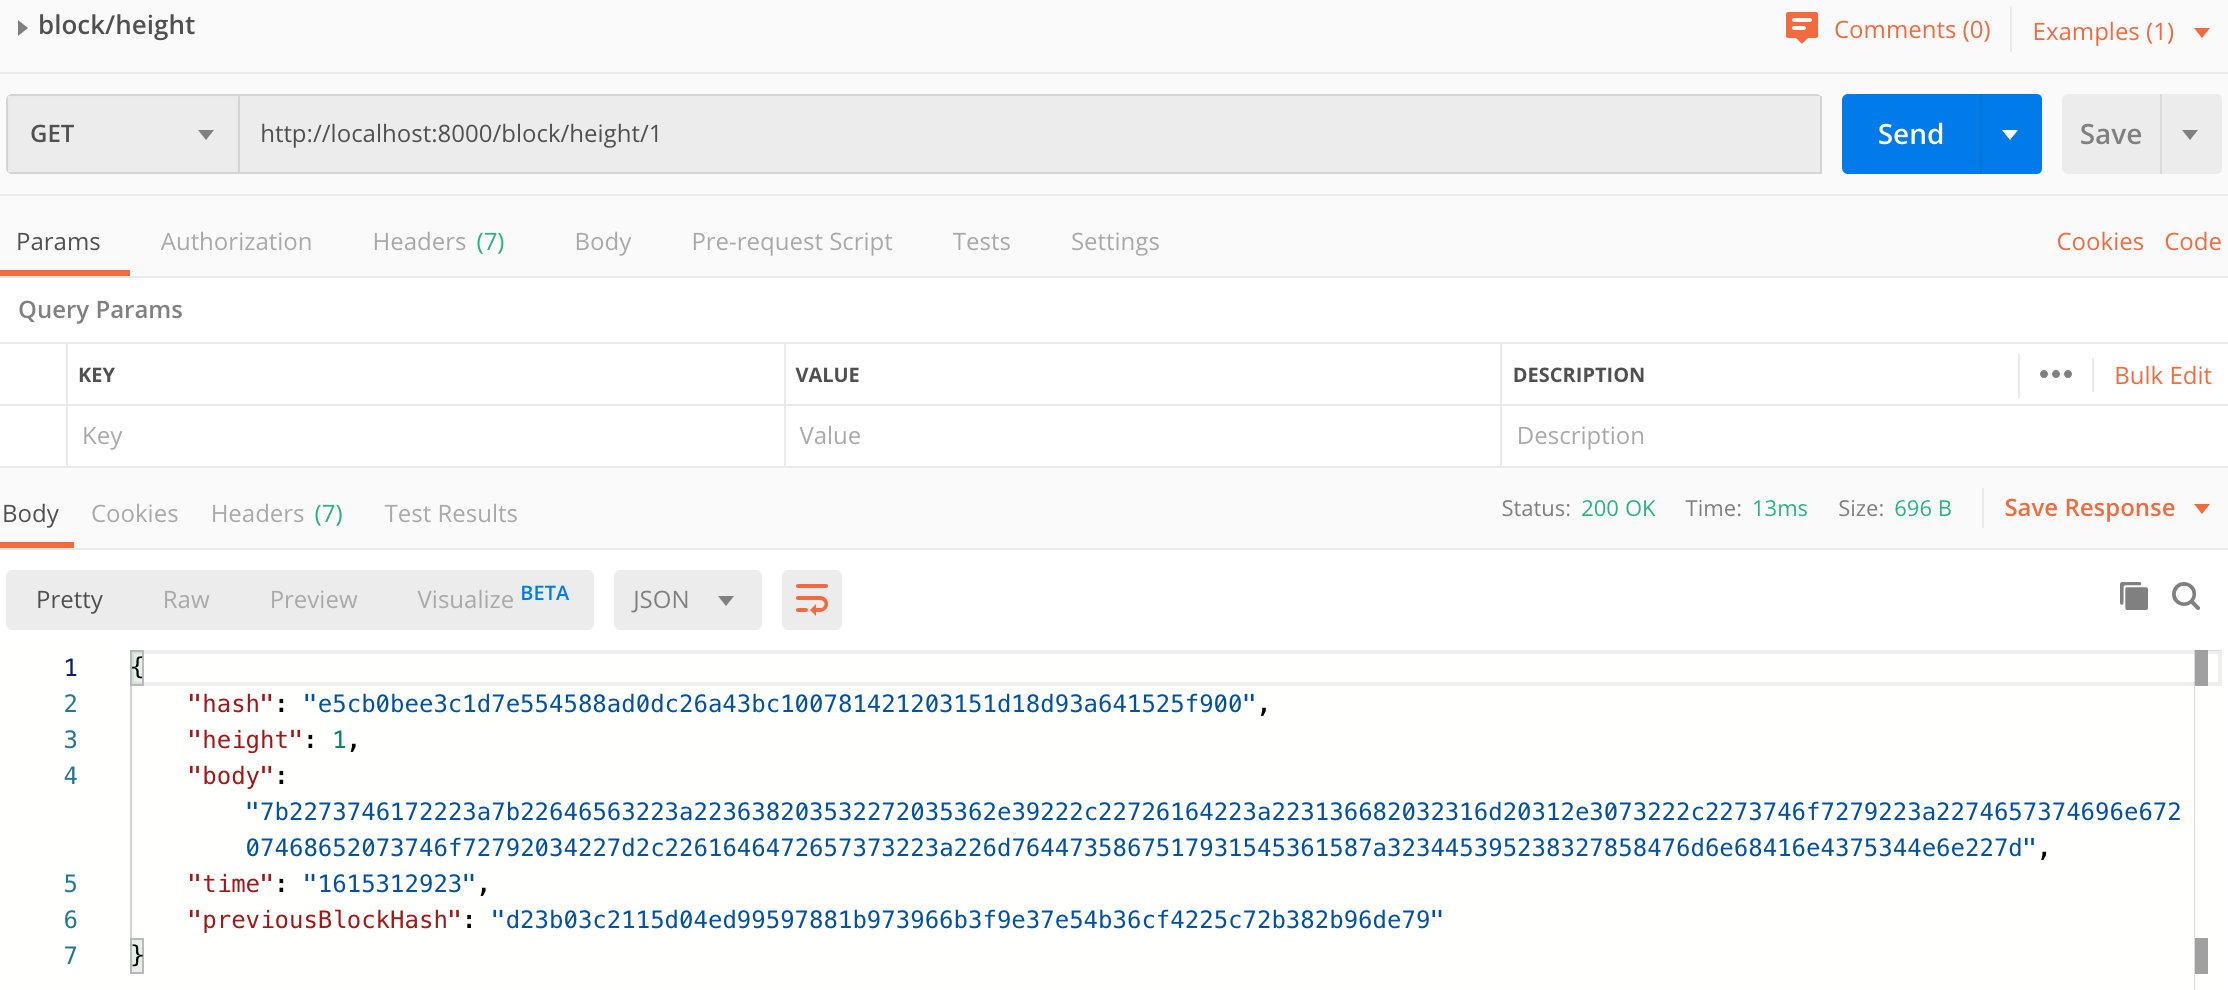 block/height
Comments (0)
Examples (1)
GET
http://localhost:8000/block/height/1
Send
Save
Params Authorization Headers (7) Body Pre-request Script Tests Settings Cookies Code
Query Params
KEY VALUE DESCRIPTION ••• Bulk Edit
Key Value Description
Body Cookies Headers (7) Test Results Status: 200 OK Time: 13ms Size: 696 B Save Response
Pretty Raw Preview Visualize BETA JSON
1 {
2 "hash": "e5cb0bee3c1d7e554588ad0dc26a43bc100781421203151d18d93a641525f900",
3 "height": 1,
4 "body":
"7b2273746172223a7b22646563223a223638203532272035362e39222c22726164223a223136682032316d20312e3073222c2273746f7279223a2274657374696e672
07468652073746f72792034227d2c2261646472657373223a226d76447358675179315453615­87a323445395238327858476d6e68416e4375344e6e227d",
5 "time": "1615312923",
6 "previousBlockHash": "d23b03c2115d04ed99597881b973966b3f9e37e54b36cf4225c72b382b96de79"
7 }